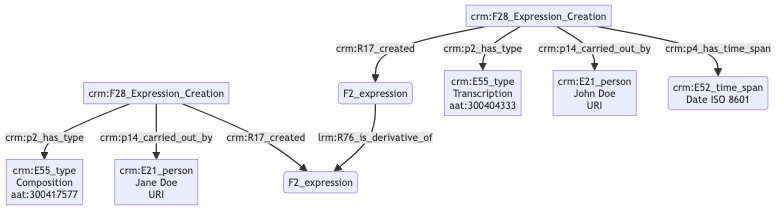 crm:F28_Expression_Creation
crm:R17_created
crm:p2_has_type
crm:p14_carried_out_by
crm:p4_has_time_span
F2_expression
crm:E55_type
Transcription
aat:300404333
crm:E21_person
John Doe
URI
crm:E52_time_span
Date ISO 8601
crm:F28_Expression_Creation
crm:p2_has_type
crm:p14_carried_out_by
crm:R17_created
lrm:R76_is_derivative_of
crm:E55_type
Composition
aat:300417577
crm:E21_person
Jane Doe
URI
F2_expression